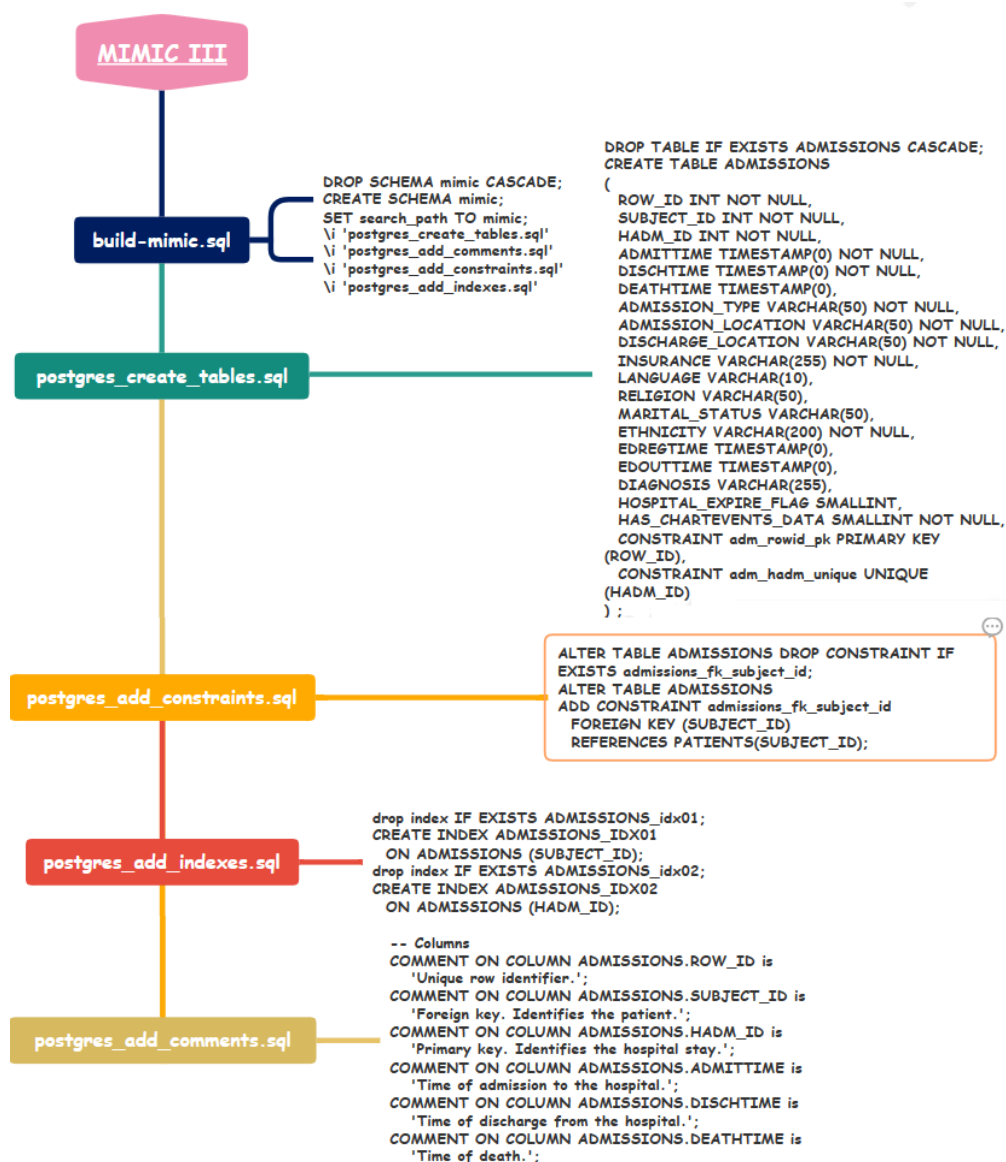 MIMIC III
build-mimic.sql
DROP SCHEMA mimic CASCADE;
CREATE SCHEMA mimic;
SET search_path TO mimic;
\i 'postgres_create_tables.sql'
\i 'postgres_add_comments.sql'
\i 'postgres_add_constraints.sql'
\i 'postgres_add_indexes.sql'
postgres_create_tables.sql
DROP TABLE IF EXISTS ADMISSIONS CASCADE;
CREATE TABLE ADMISSIONS
(
ROW_ID INT NOT NULL,
SUBJECT_ID INT NOT NULL,
HADM_ID INT NOT NULL,
ADMITTIME TIMESTAMP(0) NOT NULL,
DISCHTIME TIMESTAMP(0) NOT NULL,
DEATHTIME TIMESTAMP(0),
ADMISSION_TYPE VARCHAR(50) NOT NULL,
ADMISSION_LOCATION VARCHAR(50) NOT NULL,
DISCHARGE_LOCATION VARCHAR(50) NOT NULL,
INSURANCE VARCHAR(255) NOT NULL,
LANGUAGE VARCHAR(10),
RELIGION VARCHAR(50),
MARITAL_STATUS VARCHAR(50),
ETHNICITY VARCHAR(200) NOT NULL,
EDREGTIME TIMESTAMP(0),
EDOUTTIME TIMESTAMP(0),
DIAGNOSIS VARCHAR(255),
HOSPITAL_EXPIRE_FLAG SMALLINT,
HAS_CHARTEVENTS_DATA SMALLINT NOT NULL,
CONSTRAINT adm_rowid_pk PRIMARY KEY
(ROW_ID),
CONSTRAINT adm_hadm_unique UNIQUE
(HADM_ID)
) ;
postgres_add_constraints.sql
ALTER TABLE ADMISSIONS DROP CONSTRAINT IF
EXISTS admissions_fk_subject_id;
ALTER TABLE ADMISSIONS
ADD CONSTRAINT admissions_fk_subject_id
FOREIGN KEY (SUBJECT_ID)
REFERENCES PATIENTS(SUBJECT_ID);
postgres_add_indexes.sql
drop index IF EXISTS ADMISSIONS_idx01;
CREATE INDEX ADMISSIONS_IDX01
ON ADMISSIONS (SUBJECT_ID);
drop index IF EXISTS ADMISSIONS_idx02;
CREATE INDEX ADMISSIONS_IDX02
ON ADMISSIONS (HADM_ID);
postgres_add_comments.sql
-- Columns
COMMENT ON COLUMN ADMISSIONS.ROW_ID is
'Unique row identifier.';
COMMENT ON COLUMN ADMISSIONS.SUBJECT_ID is
'Foreign key. Identifies the patient.';
COMMENT ON COLUMN ADMISSIONS.HADM_ID is
'Primary key. Identifies the hospital stay.';
COMMENT ON COLUMN ADMISSIONS.ADMITTIME is
'Time of admission to the hospital.';
COMMENT ON COLUMN ADMISSIONS.DISCHTIME is
'Time of discharge from the hospital.';
COMMENT ON COLUMN ADMISSIONS.DEATHTIME is
'Time of death.';